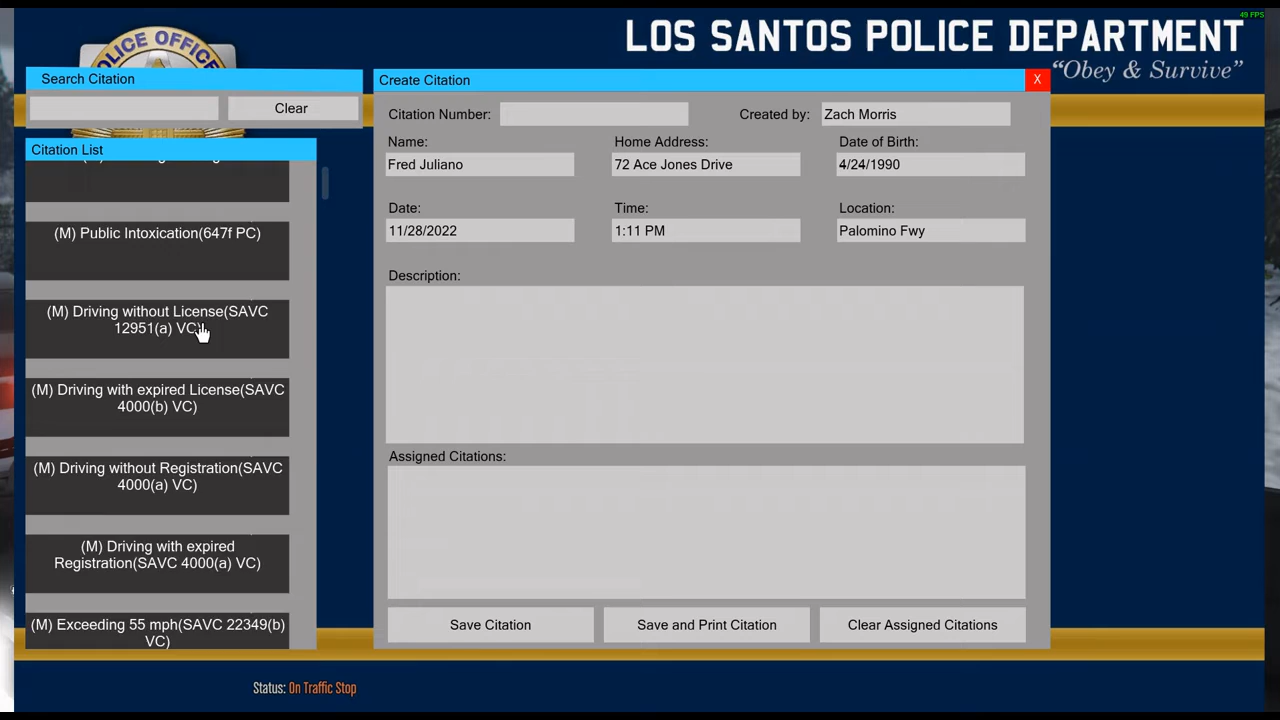 49 FPS
LOS SANTOS POLICE DEPARTMENT
“Obey & Survive”
POLICE OFFICE
Search Citation
Clear
Citation List
(M) Public Intoxication(647f PC)
(M) Driving without License(SAVC
12951(a) VC)
(M) Driving with expired License(SAVC
4000(b) VC)
(M) Driving without Registration(SAVC
4000(a) VC)
(M) Driving with expired
Registration(SAVC 4000(a) VC)
(M) Exceeding 55 mph(SAVC 22349(b)
VC)
Create Citation
X
Citation Number:
Created by: Zach Morris
Name: Home Address: Date of Birth:
Fred Juliano 72 Ace Jones Drive 4/24/1990
Date: Time: Location:
11/28/2022 1:11 PM Palomino Fwy
Description:
Assigned Citations:
Save Citation Save and Print Citation Clear Assigned Citations
Status: On Traffic Stop